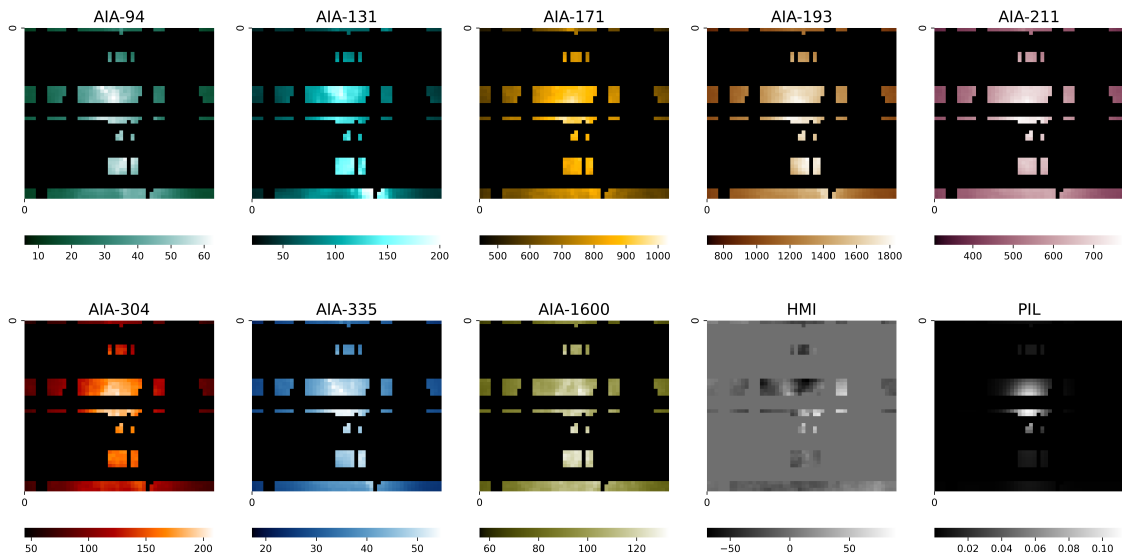 AIA-94 AIA-131 AIA-171 AIA-193 AIA-211
0 0 0 0 0
0 0 0 0 0
10 20 30 40 50 60 50 100 150 200 500 600 700 800 900 1000 800 1000 1200 1400 1600 1800 400 500 600 700
AIA-304 AIA-335 AIA-1600 HMI PIL
0 0 0 0 0
0 0 0 0 0
50 100 150 200 20 30 40 50 60 80 100 120 −50 0 50 0.02 0.04 0.06 0.08 0.10